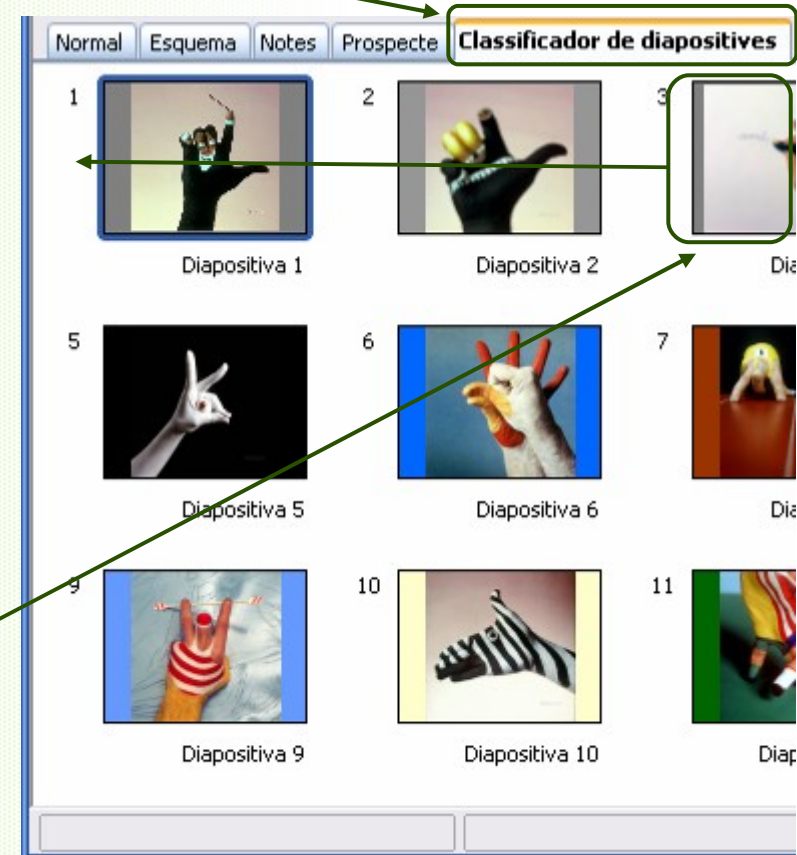 Normal Esquema Notes Prospecte Classificador de diapositives
1 2 3
Diapositiva 1 Diapositiva 2
5 6 7
Diapositiva 5 Diapositiva 6
9 10 11
Diapositiva 9 Diapositiva 10